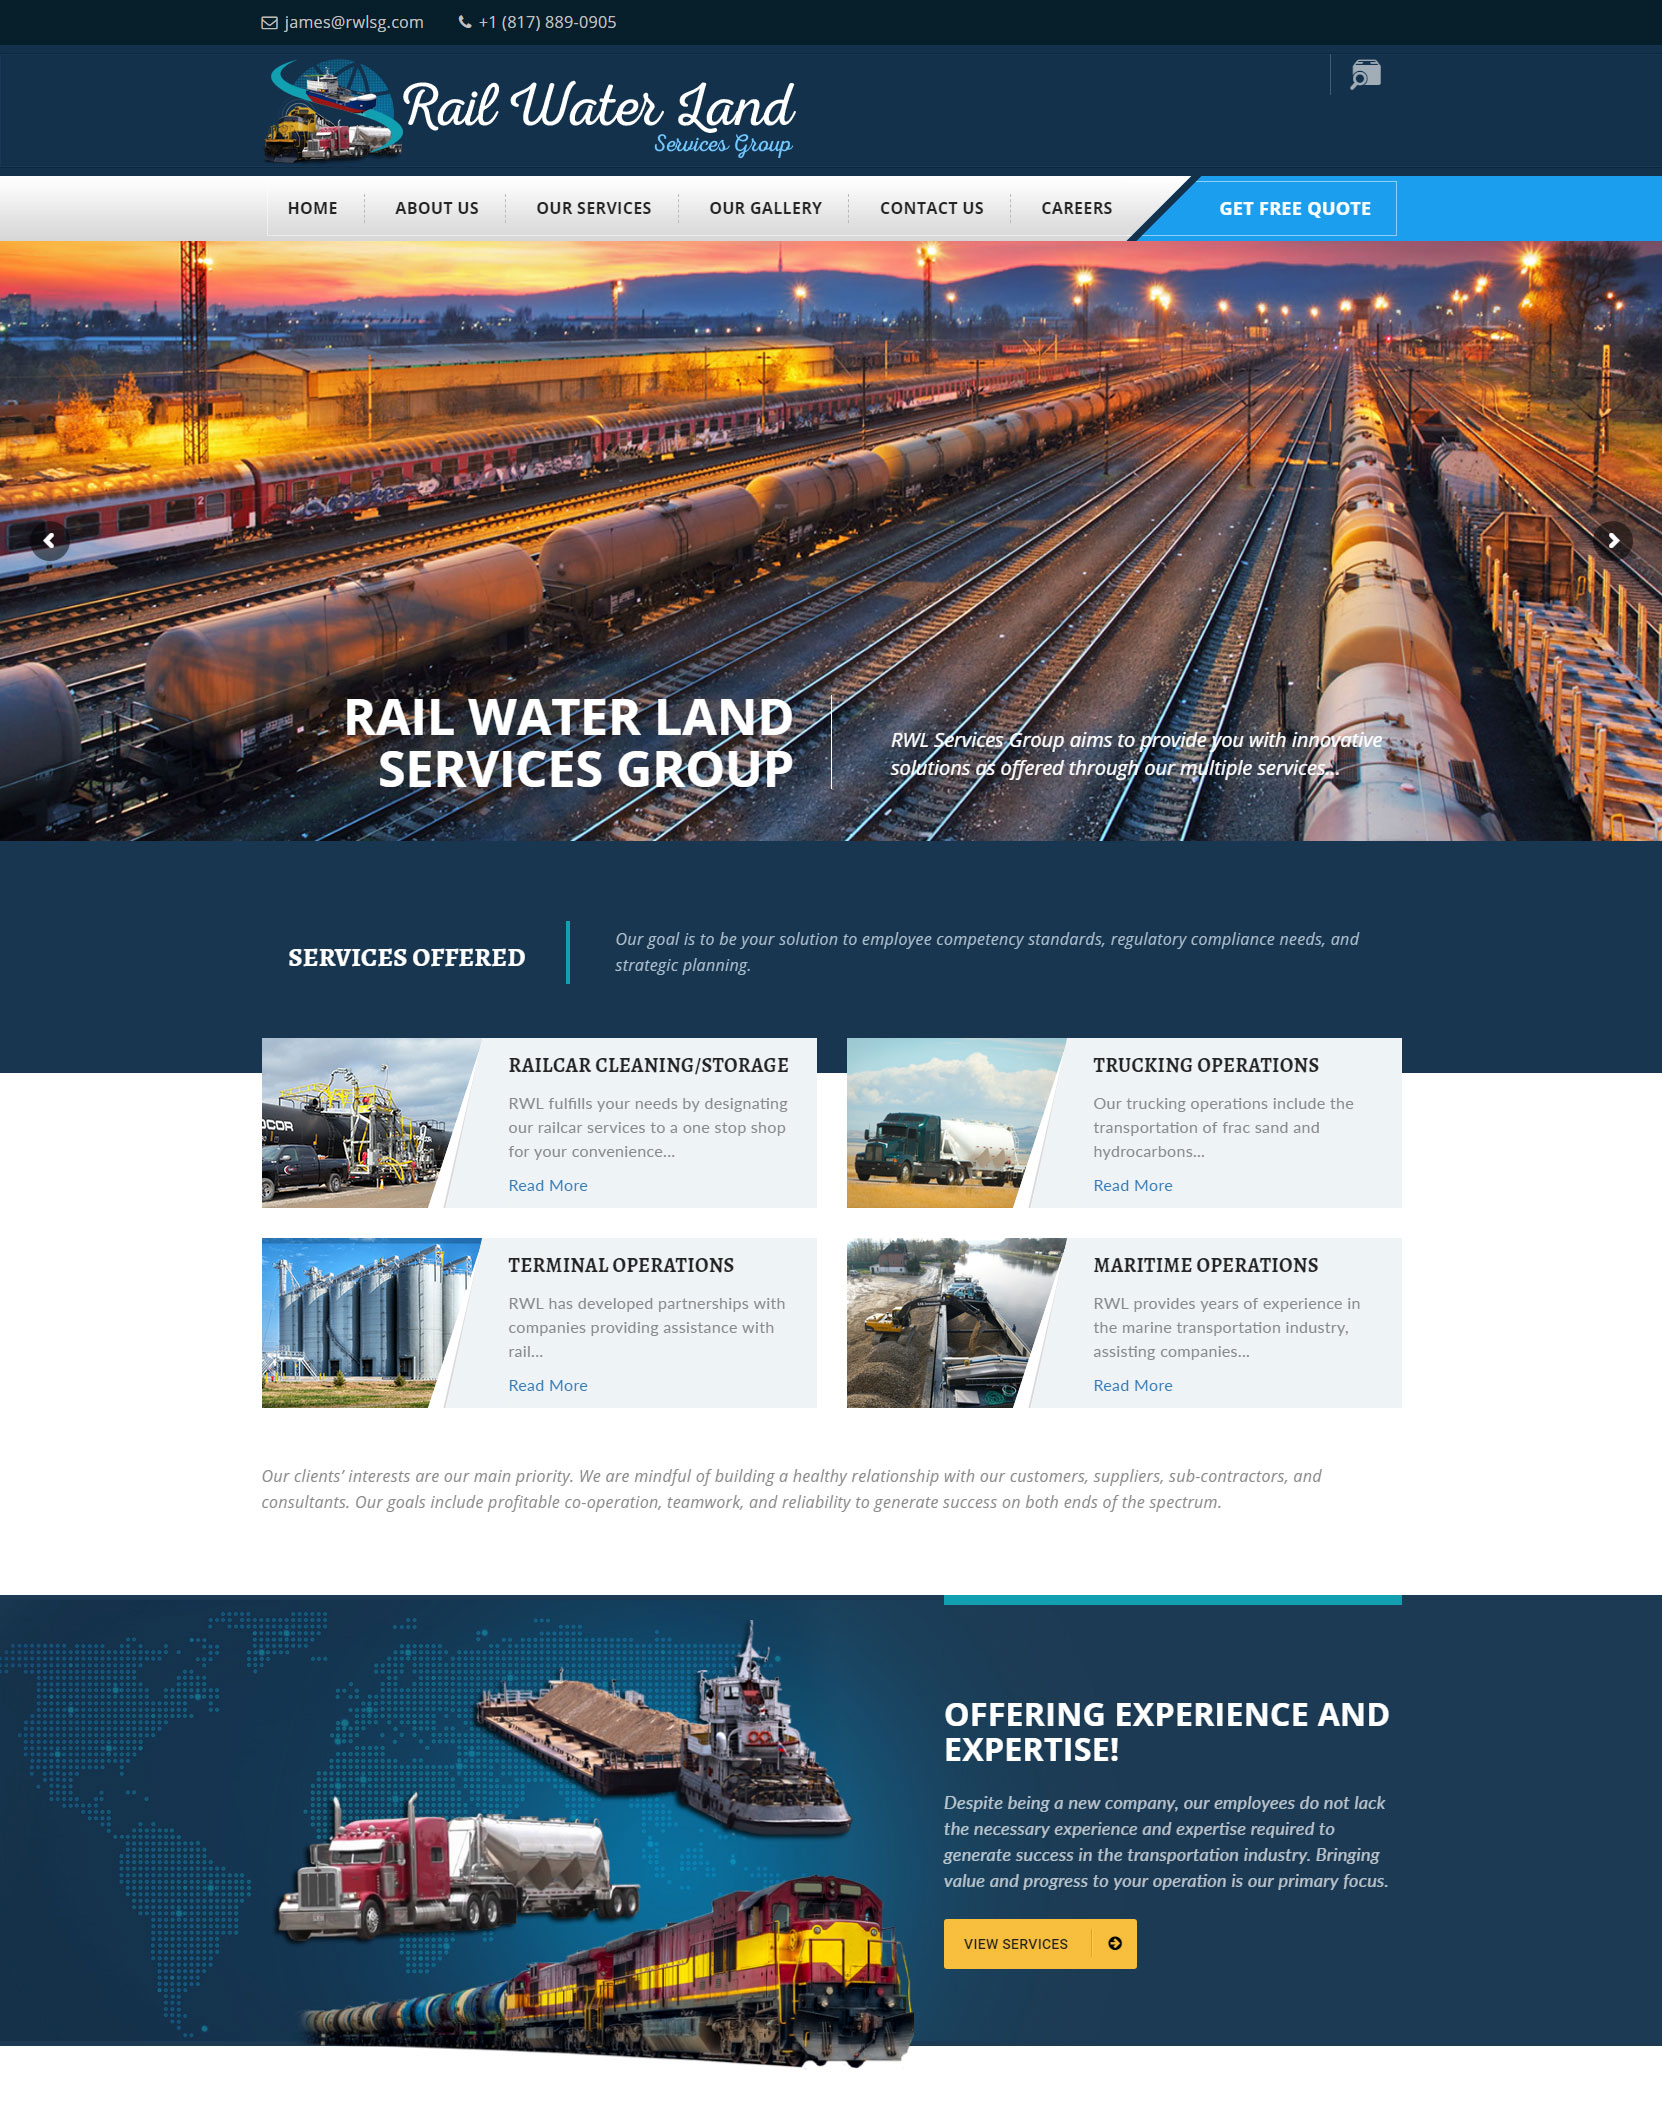 james@rwlsg.com +1 (817) 889-0905
Rail Water Land
Services Group
HOME ABOUT US OUR SERVICES OUR GALLERY CONTACT US CAREERS GET FREE QUOTE
2
RAIL WATER LAND
SERVICES GROUP
RWL Services Group aims to provide you with innovative
solutions as offered through our multiple services...
SERVICES OFFERED
Our goal is to be your solution to employee competency standards, regulatory compliance needs, and
strategic planning.
RAILCAR CLEANING/STORAGE
RWL fulfills your needs by designating
our railcar services to a one stop shop
for your convenience...
Read More
TRUCKING OPERATIONS
Our trucking operations include the
transportation of frac sand and
hydrocarbons...
Read More
TERMINAL OPERATIONS
RWL has developed partnerships with
companies providing assistance with
rail...
Read More
MARITIME OPERATIONS
RWL provides years of experience in
the marine transportation industry,
assisting companies...
Read More
Our clients’ interests are our main priority. We are mindful of building a healthy relationship with our customers, suppliers, sub-contractors, and
consultants. Our goals include profitable co-operation, teamwork, and reliability to generate success on both ends of the spectrum.
OFFERING EXPERIENCE AND
EXPERTISE!
Despite being a new company, our employees do not lack
the necessary experience and expertise required to
generate success in the transportation industry. Bringing
value and progress to your operation is our primary focus.
VIEW SERVICES